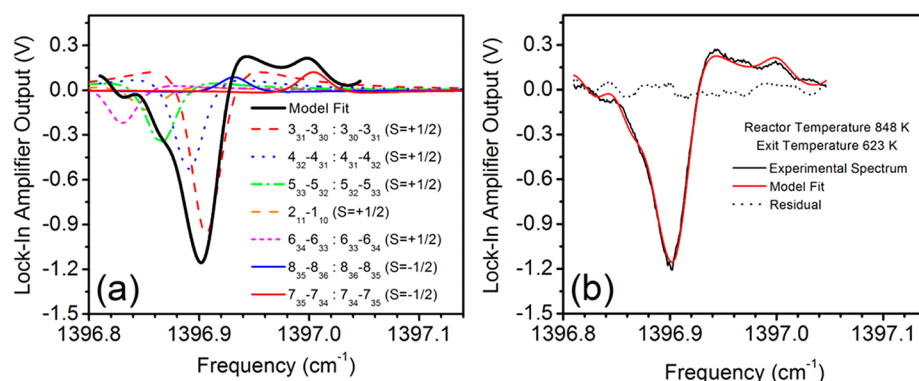 0.3
0.0
-0.3
-0.6
-0.9
-1.2
-1.5
Lock-In Amplifier Output (V)
Model Fit
3₃₁-3₃₀ : 3₃₀-3₃₁ (S=+1/2)
4₃₂-4₃₁ : 4₃₁-4₃₂ (S=+1/2)
5₃₃-5₃₂ : 5₃₂-5₃₃ (S=+1/2)
2₁₁-1₁₀ (S=+1/2)
6₃₄-6₃₃ : 6₃₃-6₃₄ (S=+1/2)
8₃₅-8₃₆ : 8₃₆-8₃₅ (S=-1/2)
7₃₅-7₃₄ : 7₃₄-7₃₅ (S=-1/2)
(a)
1396.8 1396.9 1397.0 1397.1
Frequency (cm⁻¹)
0.3
0.0
-0.3
-0.6
-0.9
-1.2
-1.5
Lock-In Amplifier Output (V)
Reactor Temperature 848 K
Exit Temperature 623 K
Experimental Spectrum
Model Fit
Residual
(b)
1396.8 1396.9 1397.0 1397.1
Frequency (cm⁻¹)